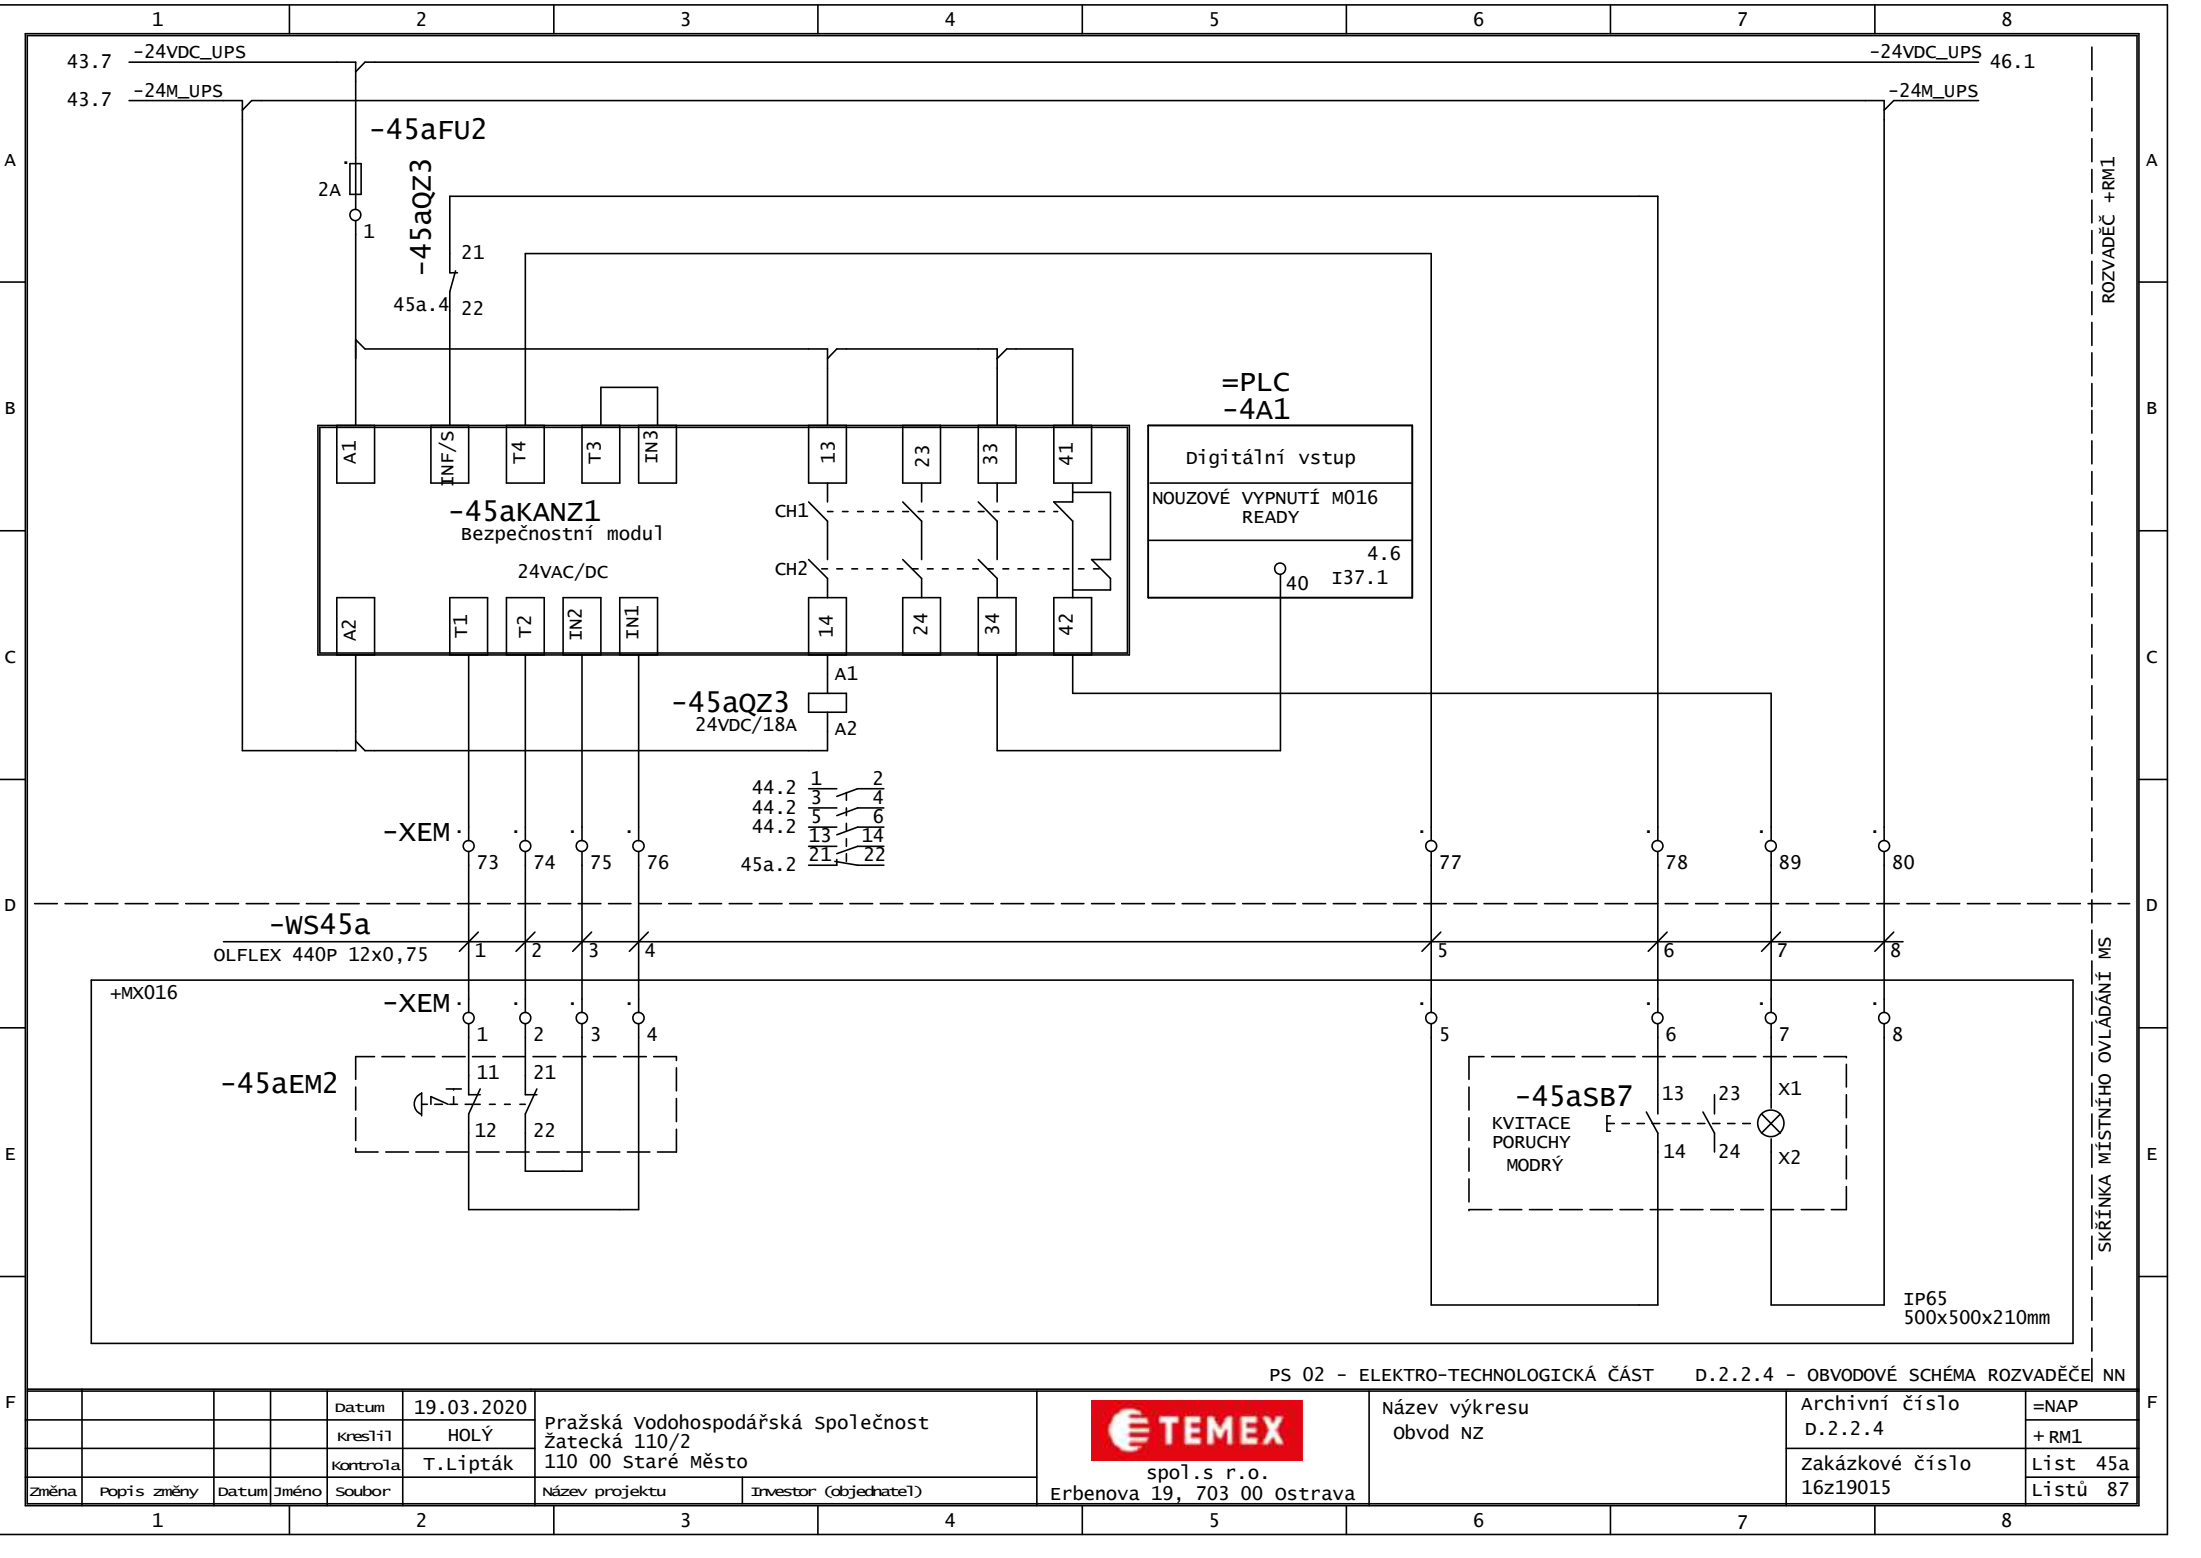 1 2 3 4 5 6 7 8
43.7 -24VDC_UPS -24VDC_UPS 46.1
43.7 -24M_UPS -24M_UPS
-45aFU2
A A
2A
1
-45aQZ3
21
45a.4 22
ROZVADĚČ +RM1
B B
=PLC
-4A1
A1 INF/S T4 T3 IN3 13 23 33 41
Digitální vstup
NOUZOVÉ VYPNUTÍ M016
READY
4.6
40 I37.1
-45aKANZ1
Bezpečnostní modul
24VAC/DC
CH1
CH2
A2 T1 T2 IN2 IN1 14 24 34 42
C C
A1
-45aQZ3
24VDC/18A
A2
44.2 1 2
44.2 3 4
44.2 5 6
13 14
45a.2 21 22
-XEM
73 74 75 76 77 78 89 80
D D
-WS45a
OLFLEX 440P 12x0,75
1 2 3 4 5 6 7 8
+MX016
-XEM
1 2 3 4 5 6 7 8
-45aEM2
11 21
12 22
-45aSB7
KVITACE
PORUCHY
MODRÝ
13 23 X1
14 24 X2
E E
SKŘÍNKA MÍSTNÍHO OVLÁDÁNÍ MS
IP65
500x500x210mm
PS 02 - ELEKTRO-TECHNOLOGICKÁ ČÁST D.2.2.4 - OBVODOVÉ SCHÉMA ROZVADĚČE NN
F F
Datum 19.03.2020
Kreslil HOLÝ
Kontrola T.Lipták
Změna Popis změny Datum Jméno Soubor
Pražská Vodohospodářská Společnost
Žatecká 110/2
110 00 Staré Město
Název projektu Investor (objednatel)
TEMEX
spol.s r.o.
Erbenova 19, 703 00 Ostrava
Název výkresu
Obvod NZ
Archivní číslo
D.2.2.4
Zakázkové číslo
16z19015
=NAP
+RM1
List 45a
Listů 87
1 2 3 4 5 6 7 8